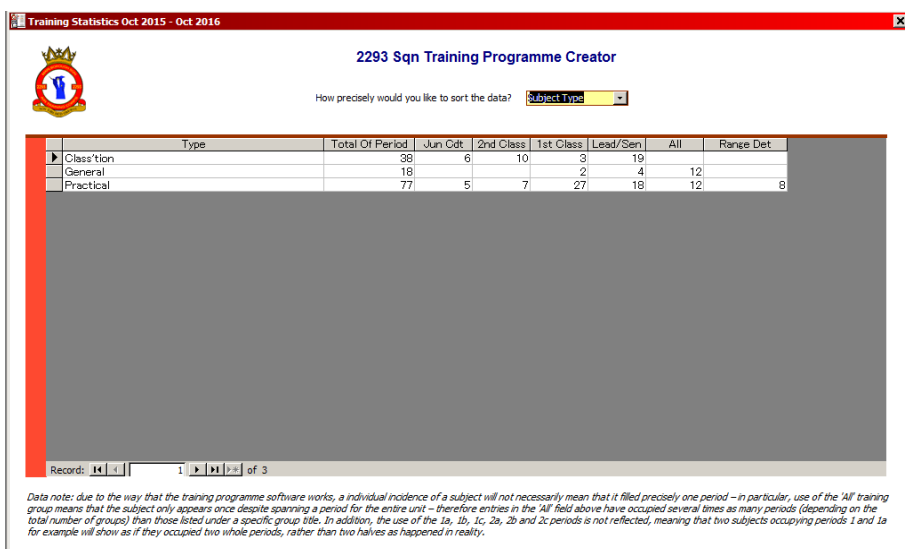 Training Statistics Oct 2015 - Oct 2016
2293 Sqn Training Programme Creator
How precisely would you like to sort the data? Subject Type
Type Total Of Period Jun Cdt 2nd Class 1st Class Lead/Sen All Range Det
Class'tion 38 6 10 3 19
General 18 2 4 12
Practical 77 5 7 27 18 12 8
Record: 1 of 3
Data note: due to the way that the training programme software works, a individual incidence of a subject will not necessarily mean that it filled precisely one period – in particular, use of the 'All' training
group means that the subject only appears once despite spanning a period for the entire unit – therefore entries in the 'All' field above have occupied several times as many periods (depending on the
total number of groups) than those listed under a specific group title. In addition, the use of the 1a, 1b, 1c, 2a, 2b and 2c periods is not reflected, meaning that two subjects occupying periods 1 and 1a
for example will show as if they occupied two whole periods, rather than two halves as happened in reality.